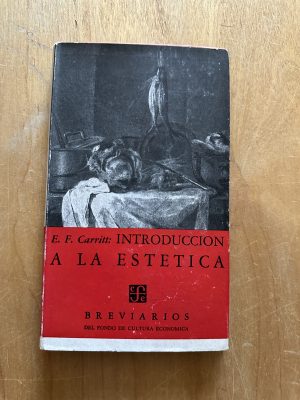 E. F. Carritt: INTRODUCCION
A LA ESTETICA
BREVIARIOS
DEL FONDO DE CULTURA ECONOMICA